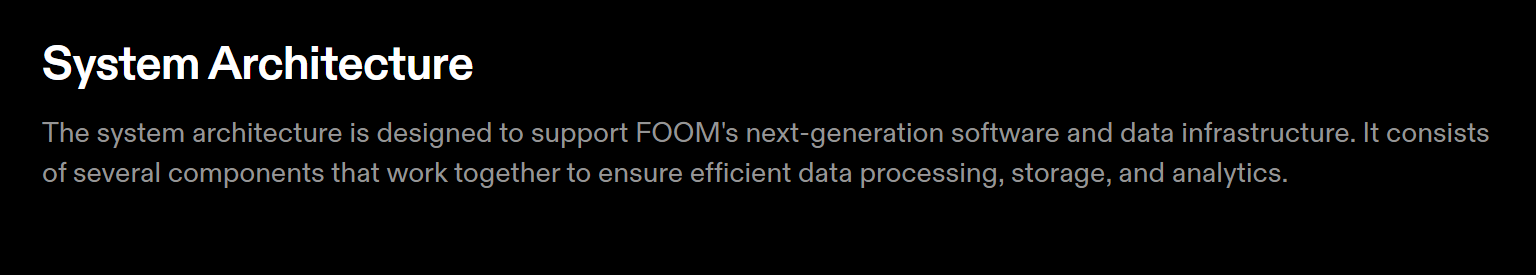 System Architecture
The system architecture is designed to support FOOM's next-generation software and data infrastructure. It consists
of several components that work together to ensure efficient data processing, storage, and analytics.